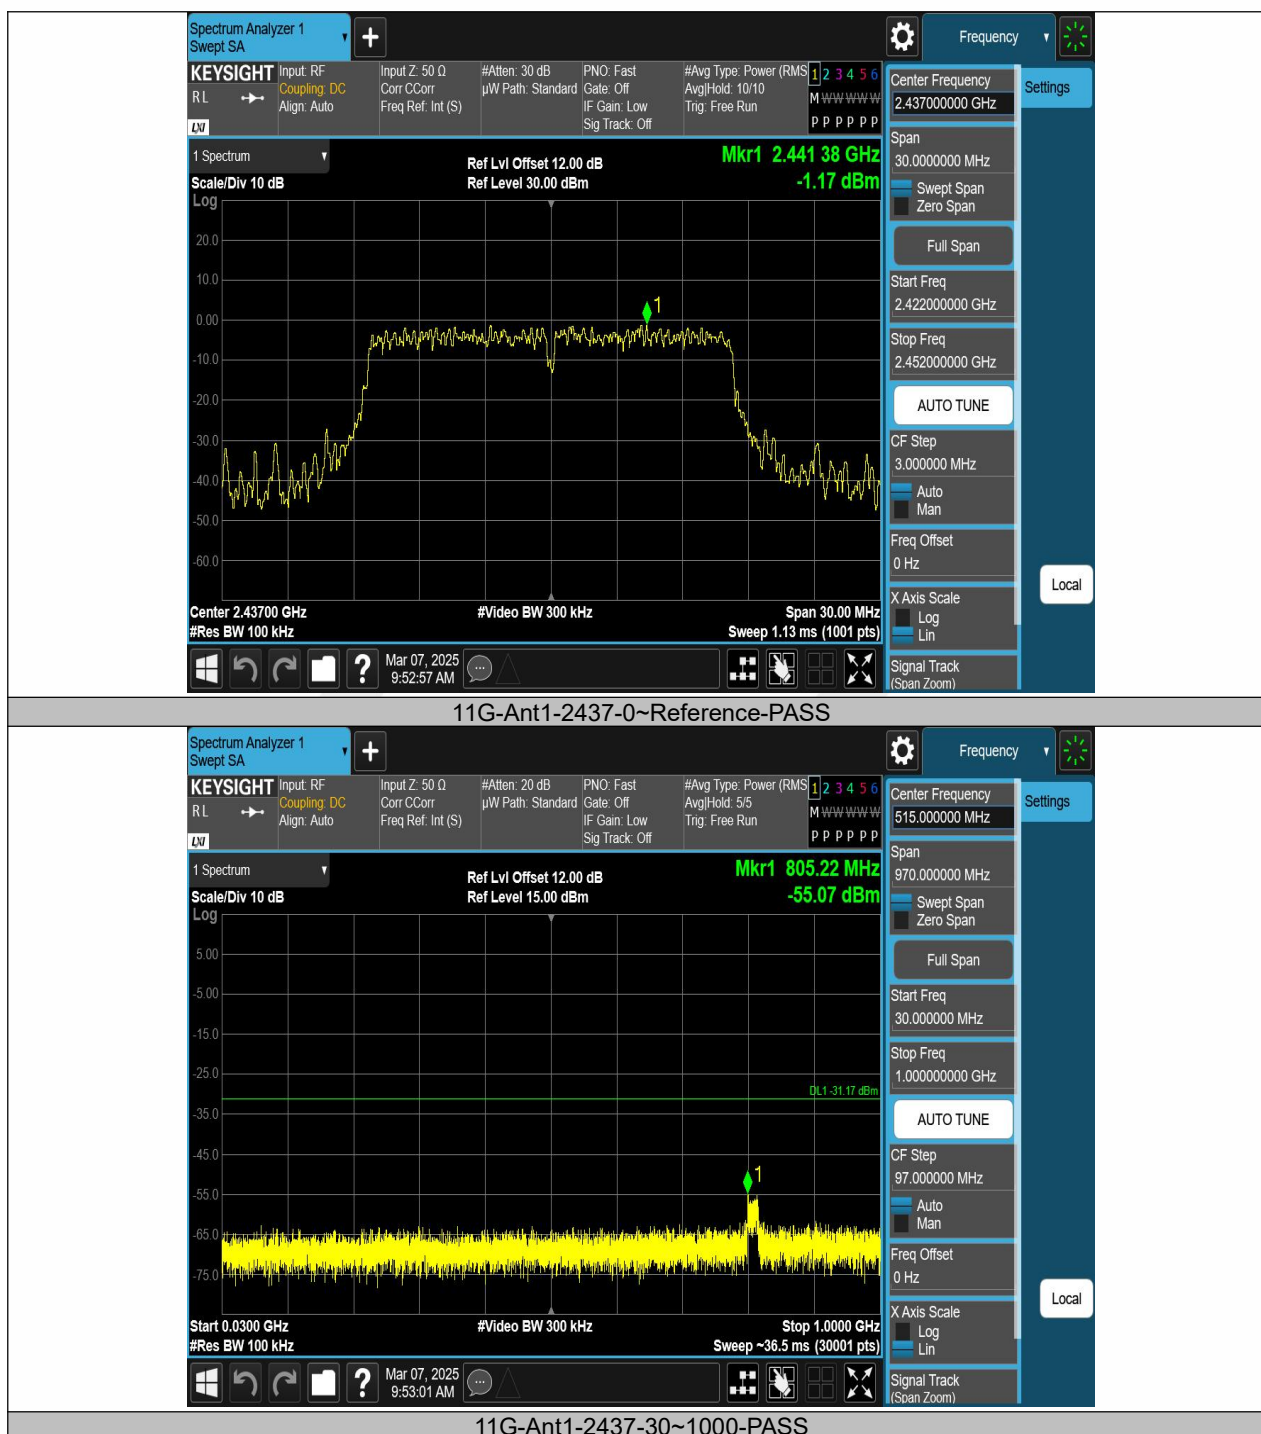 Spectrum Analyzer 1
Swept SA
+
Frequency
KEYSIGHT
R L
LXI
Input: RF
Coupling: DC
Align: Auto
Input Z: 50 Ω
Corr CCorr
Freq Ref: Int (S)
#Atten: 30 dB
µW Path: Standard
PNO: Fast
Gate: Off
IF Gain: Low
Sig Track: Off
#Avg Type: Power (RMS
Avg|Hold: 10/10
Trig: Free Run
1 2 3 4 5 6
M W W W W W
P P P P P P
1 Spectrum
Scale/Div 10 dB
Log
Ref Lvl Offset 12.00 dB
Ref Level 30.00 dBm
Mkr1 2.441 38 GHz
-1.17 dBm
20.0
10.0
0.00
-10.0
-20.0
-30.0
-40.0
-50.0
-60.0
1
Center 2.43700 GHz
#Res BW 100 kHz
#Video BW 300 kHz
Span 30.00 MHz
Sweep 1.13 ms (1001 pts)
?
Mar 07, 2025
9:52:57 AM
Center Frequency
2.437000000 GHz
Span
30.0000000 MHz
Swept Span
Zero Span
Full Span
Start Freq
2.422000000 GHz
Stop Freq
2.452000000 GHz
AUTO TUNE
CF Step
3.000000 MHz
Auto
Man
Freq Offset
0 Hz
X Axis Scale
Log
Lin
Signal Track
(Span Zoom)
Settings
Local
11G-Ant1-2437-0~Reference-PASS
Spectrum Analyzer 1
Swept SA
+
Frequency
KEYSIGHT
R L
LXI
Input: RF
Coupling: DC
Align: Auto
Input Z: 50 Ω
Corr CCorr
Freq Ref: Int (S)
#Atten: 20 dB
µW Path: Standard
PNO: Fast
Gate: Off
IF Gain: Low
Sig Track: Off
#Avg Type: Power (RMS
Avg|Hold: 5/5
Trig: Free Run
1 2 3 4 5 6
M W W W W W
P P P P P P
1 Spectrum
Scale/Div 10 dB
Log
Ref Lvl Offset 12.00 dB
Ref Level 15.00 dBm
Mkr1 805.22 MHz
-55.07 dBm
5.00
-5.00
-15.0
-25.0
-35.0
-45.0
-55.0
-65.0
-75.0
DL1 -31.17 dBm
1
Start 0.0300 GHz
#Res BW 100 kHz
#Video BW 300 kHz
Stop 1.0000 GHz
Sweep ~36.5 ms (30001 pts)
?
Mar 07, 2025
9:53:01 AM
Center Frequency
515.000000 MHz
Span
970.000000 MHz
Swept Span
Zero Span
Full Span
Start Freq
30.000000 MHz
Stop Freq
1.000000000 GHz
AUTO TUNE
CF Step
97.000000 MHz
Auto
Man
Freq Offset
0 Hz
X Axis Scale
Log
Lin
Signal Track
(Span Zoom)
Settings
Local
11G-Ant1-2437-30~1000-PASS